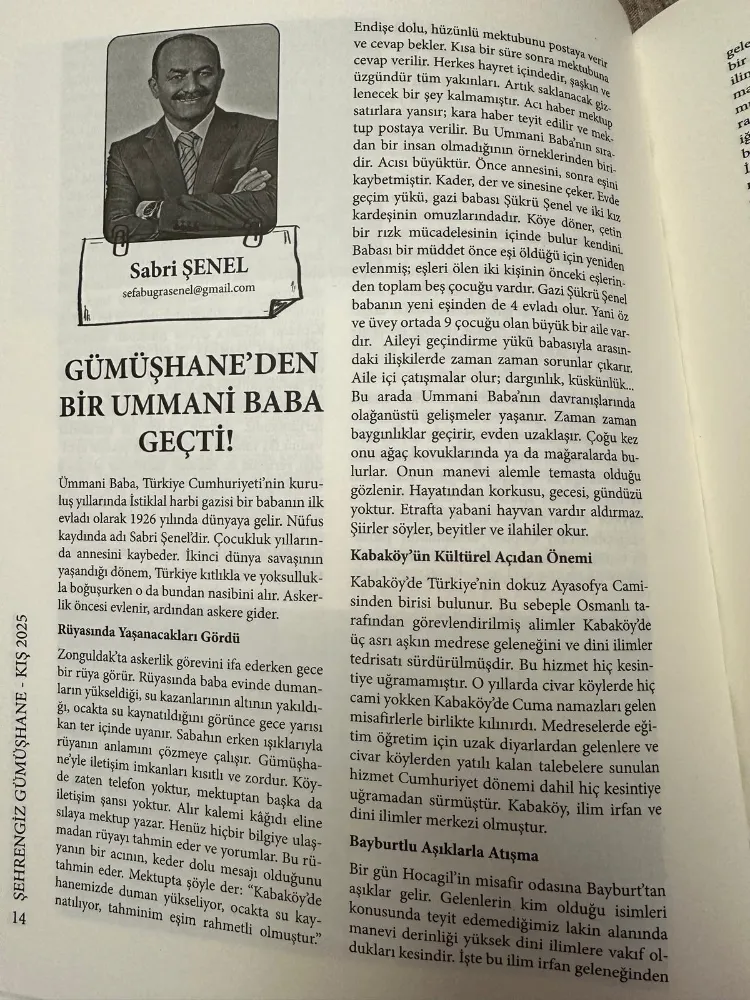 Sabri ŞENEL
sefabugrasenel@gmail.com
GÜMÜŞHANE'DEN
BİR UMMANİ BABA
GEÇTİ!
Ümmani Baba, Türkiye Cumhuriyeti'nin kuru-
luş yıllarında İstiklal harbi gazisi bir babanın ilk
evladı olarak 1926 yılında dünyaya gelir. Nüfus
kaydında adı Sabri Şenel'dir. Çocukluk yılların-
da annesini kaybeder. İkinci dünya savaşının
yaşandığı dönem, Türkiye kıtlıkla ve yoksulluk-
la boğuşurken o da bundan nasibini alır. Asker-
lik öncesi evlenir, ardından askere gider.
Rüyasında Yaşanacakları Gördü
Zonguldak'ta askerlik görevini ifa ederken gece
bir rüya görür. Rüyasında baba evinde duman-
ların yükseldiği, su kazanlarının altının yakıldı-
ğı, ocakta su kaynatıldığını görünce gece yarısı
kan ter içinde uyanır. Sabahın erken ışıklarıyla
rüyanın anlamını çözmeye çalışır. Gümüşha-
ne'yle iletişim imkanları kısıtlı ve zordur. Köy-
de zaten telefon yoktur, mektuptan başka da
iletişim şansı yoktur. Alır kalemi kâğıdı eline
sılaya mektup yazar. Henüz hiçbir bilgiye ulaş-
madan rüyayı tahmin eder ve yorumlar. Bu rü-
yanın bir acının, keder dolu mesajı olduğunu
tahmin eder. Mektupta şöyle der: "Kabaköy'de
hanemizde duman yükseliyor, ocakta su kay-
natılıyor, tahminim eşim rahmetli olmuştur."
Endişe dolu, hüzünlü mektubunu postaya verir
ve cevap bekler. Kısa bir süre sonra mektubuna
cevap verilir. Herkes hayret içindedir, şaşkın ve
üzgündür tüm yakınları. Artık saklanacak giz-
lenecek bir şey kalmamıştır. Acı haber mektup
satırlara yansır; kara haber teyit edilir ve mek-
tup postaya verilir. Bu Ummani Baba'nın sıra-
dan bir insan olmadığının örneklerinden biri-
dir. Acısı büyüktür. Önce annesini, sonra eşini
kaybetmiştir. Kader, der ve sinesine çeker. Evde
geçim yükü, gazi babası Şükrü Şenel ve iki kız
kardeşinin omuzlarındadır. Köye döner, çetin
bir rızk mücadelesinin içinde bulur kendini.
Babası bir müddet önce eşi öldüğü için yeniden
evlenmiş; eşleri ölen iki kişinin önceki eşlerin-
den toplam beş çocuğu vardır. Gazi Şükrü Şenel
babanın yeni eşinden de 4 evladı olur. Yani öz
ve üvey ortada 9 çocuğu olan büyük bir aile var-
dır. Aileyi geçindirme yükü babasıyla arasın-
daki ilişkilerde zaman zaman sorunlar çıkarır.
Aile içi çatışmalar olur; dargınlık, küskünlük...
Bu arada Ummani Baba'nın davranışlarında
olağanüstü gelişmeler yaşanır. Zaman zaman
baygınlıklar geçirir, evden uzaklaşır. Çoğu kez
onu ağaç kovuklarında ya da mağaralarda bu-
lurlar. Onun manevi alemle temasta olduğu
gözlenir. Hayatından korkusu, gecesi, gündüzü
yoktur. Etrafta yabani hayvan vardır aldırmaz.
Şiirler söyler, beyitler ve ilahiler okur.
Kabaköy'ün Kültürel Açıdan Önemi
Kabaköy'de Türkiye'nin dokuz Ayasofya Cami-
sinden birisi bulunur. Bu sebeple Osmanlı ta-
rafından görevlendirilmiş alimler Kabaköy'de
üç asrı aşkın medrese geleneğini ve dini ilimler
tedrisatı sürdürülmüşdir. Bu hizmet hiç kesin-
tiye uğramamıştır. O yıllarda civar köylerde hiç
cami yokken Kabaköy'de Cuma namazları gelen
misafirlerle birlikte kılınırdı. Medreselerde eği-
tim öğretim için uzak diyarlardan gelenlere ve
civar köylerden yatılı kalan talebelere sunulan
hizmet Cumhuriyet dönemi dahil hiç kesintiye
uğramadan sürmüştür. Kabaköy, ilim irfan ve
dini ilimler merkezi olmuştur.
Bayburtlu Aşıklarla Atışma
Bir gün Hocagil'in misafir odasına Bayburt'tan
aşıklar gelir. Gelenlerin kim olduğu isimleri
konusunda teyit edemediğimiz lakin alanında
manevi derinliği yüksek dini ilimlere vakıf ol-
dukları kesindir. İşte bu ilim irfan geleneğinden
ŞEHRENGİZ GÜMÜŞHANE - KIŞ 2025
14